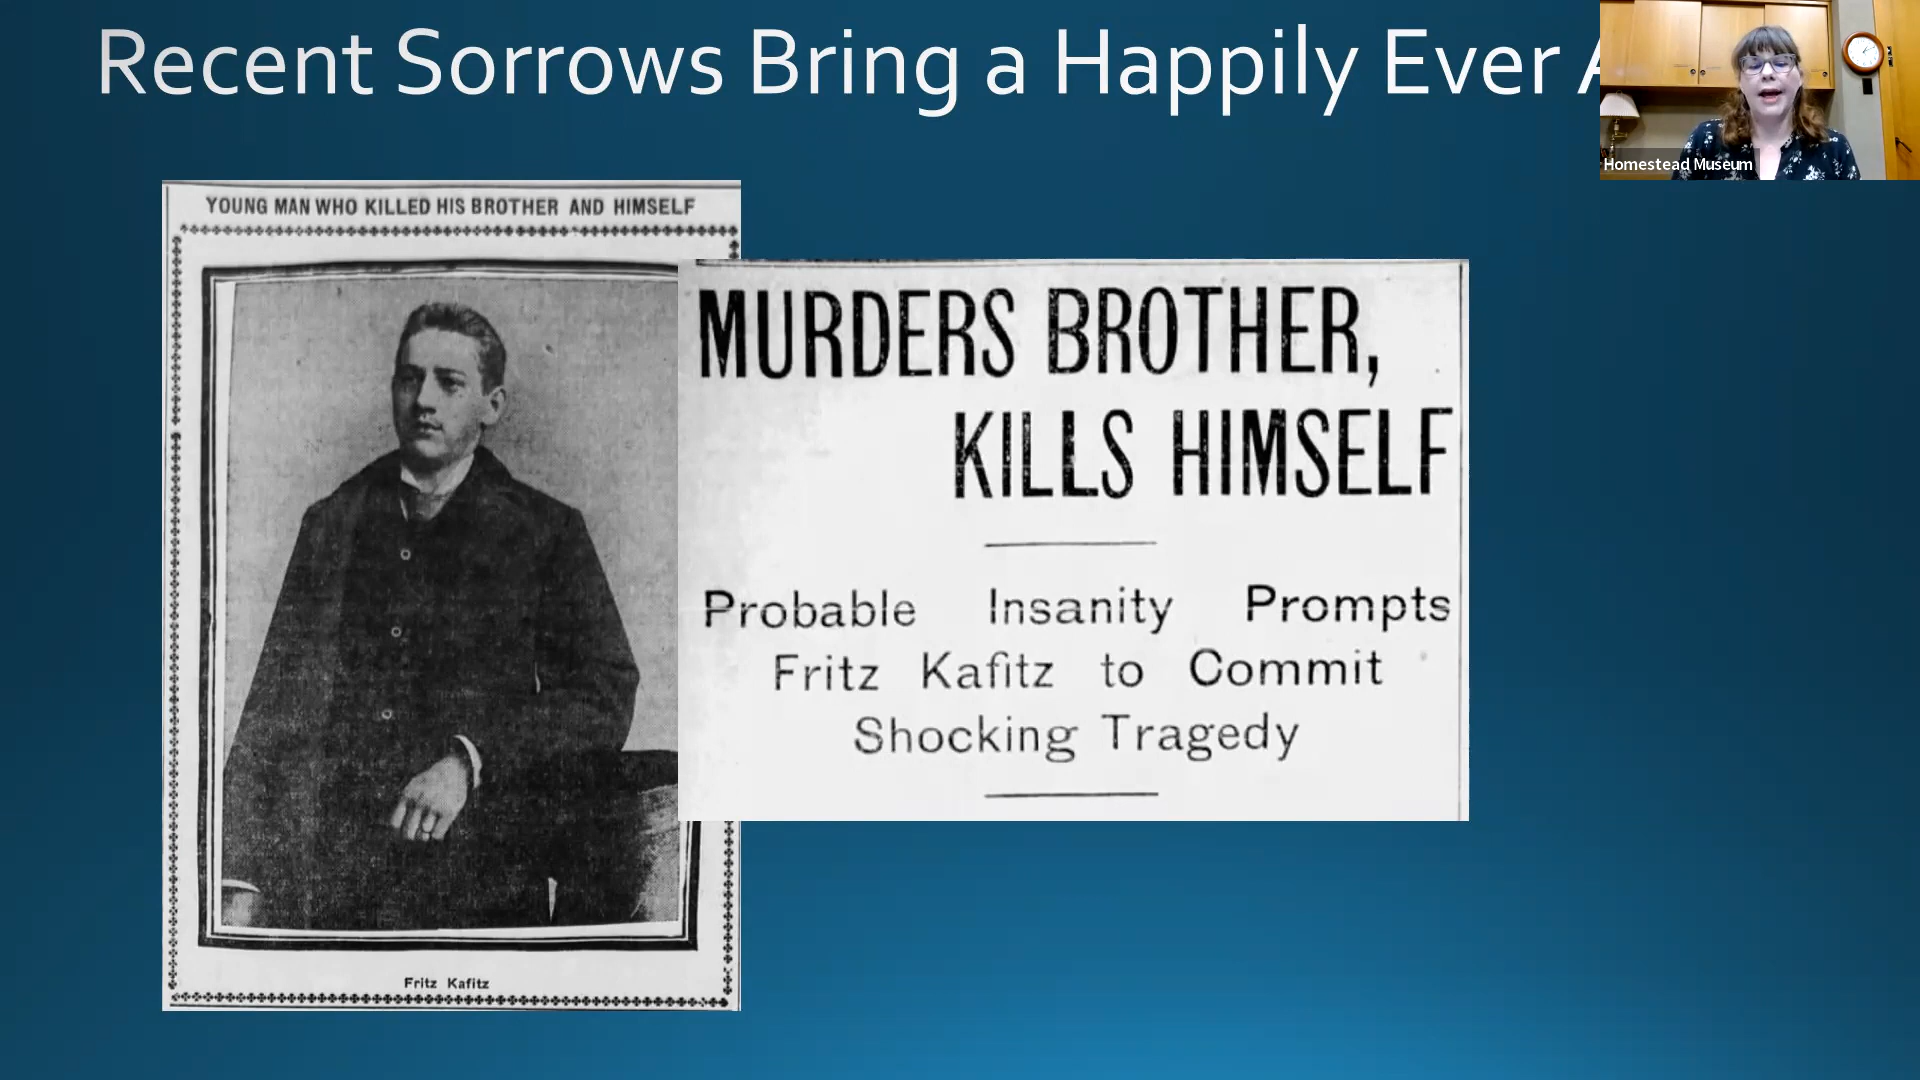 Recent Sorrows Bring a Happily Ever
Homestead Museum
YOUNG MAN WHO KILLED HIS BROTHER AND HIMSELF
Fritz Kafitz
MURDERS BROTHER,
KILLS HIMSELF
Probable Insanity Prompts
Fritz Kafitz to Commit
Shocking Tragedy